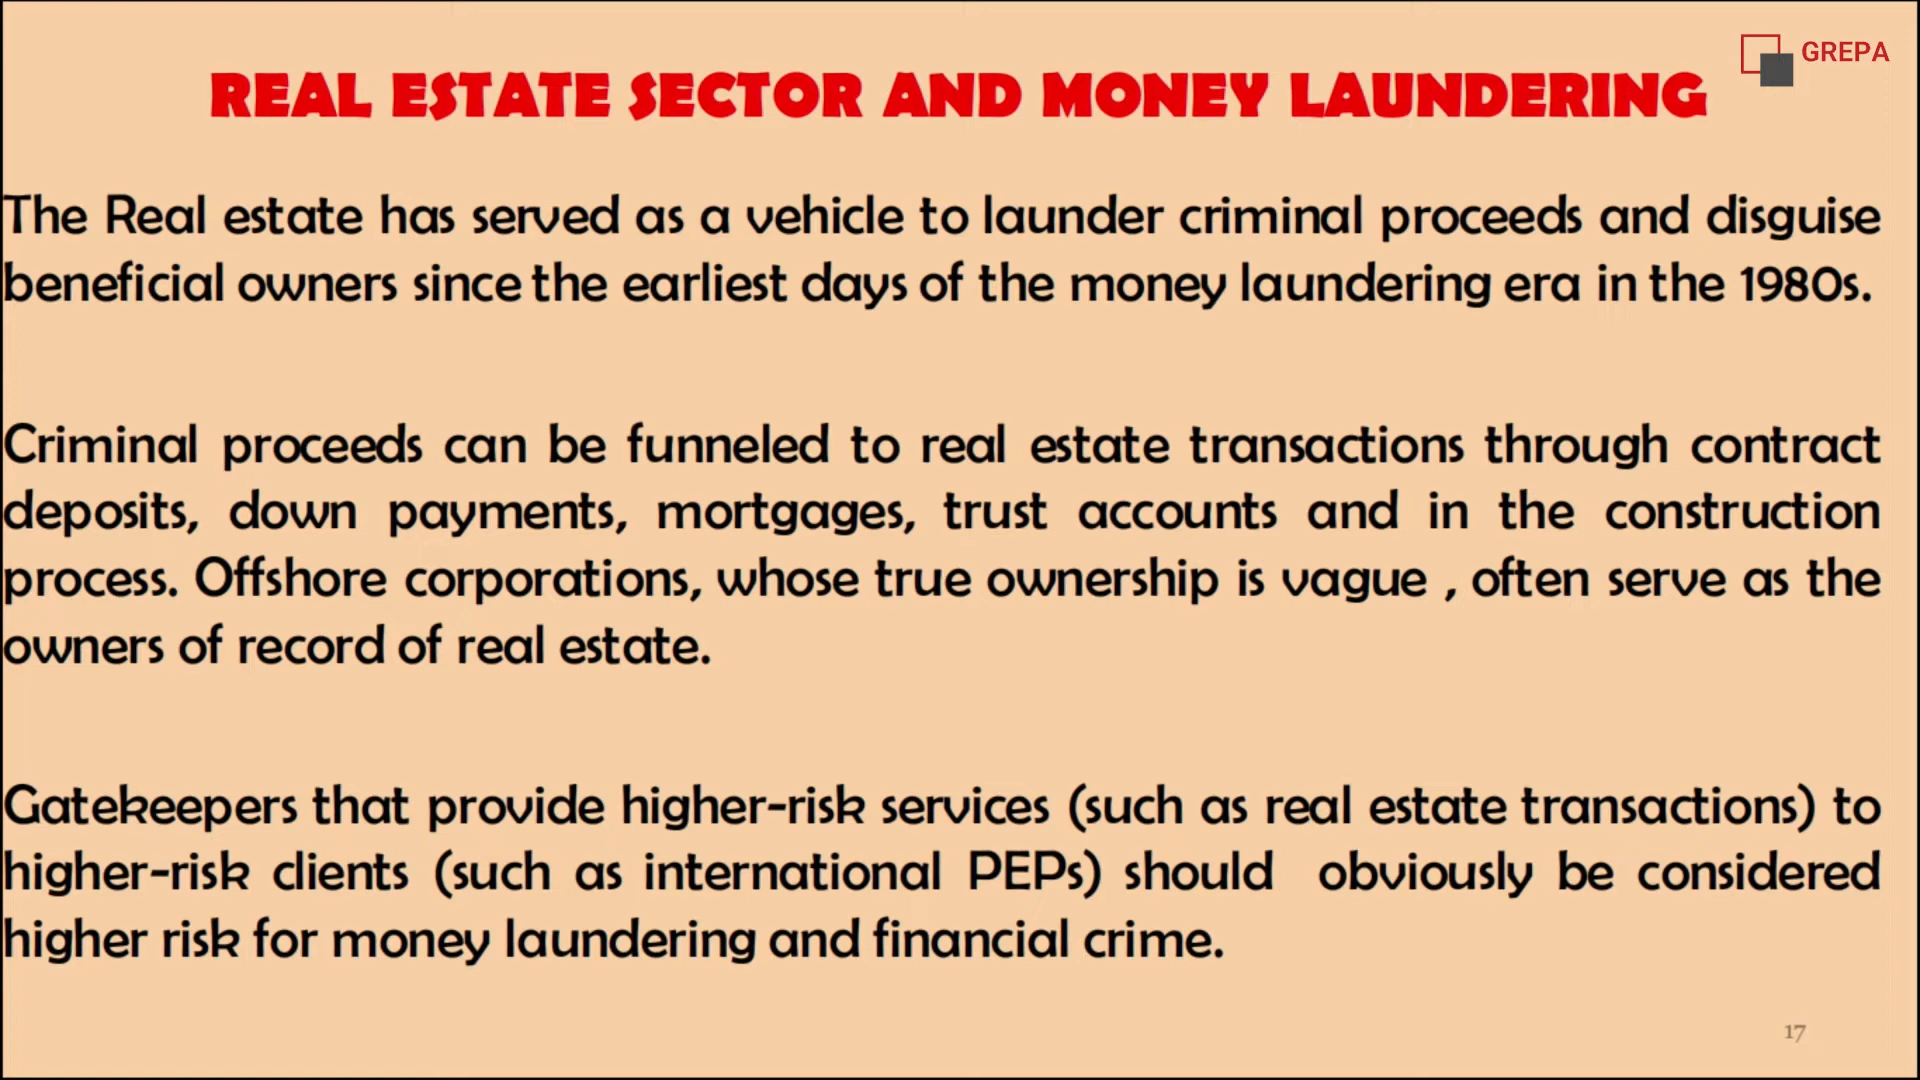 GREPA
REAL ESTATE SECTOR AND MONEY LAUNDERING
The Real estate has served as a vehicle to launder criminal proceeds and disguise
beneficial owners since the earliest days of the money laundering era in the 1980s.
Criminal proceeds can be funneled to real estate transactions through contract
deposits, down payments, mortgages, trust accounts and in the construction
process. Offshore corporations, whose true ownership is vague , often serve as the
owners of record of real estate.
Gatekeepers that provide higher-risk services (such as real estate transactions) to
higher-risk clients (such as international PEPs) should obviously be considered
higher risk for money laundering and financial crime.
17